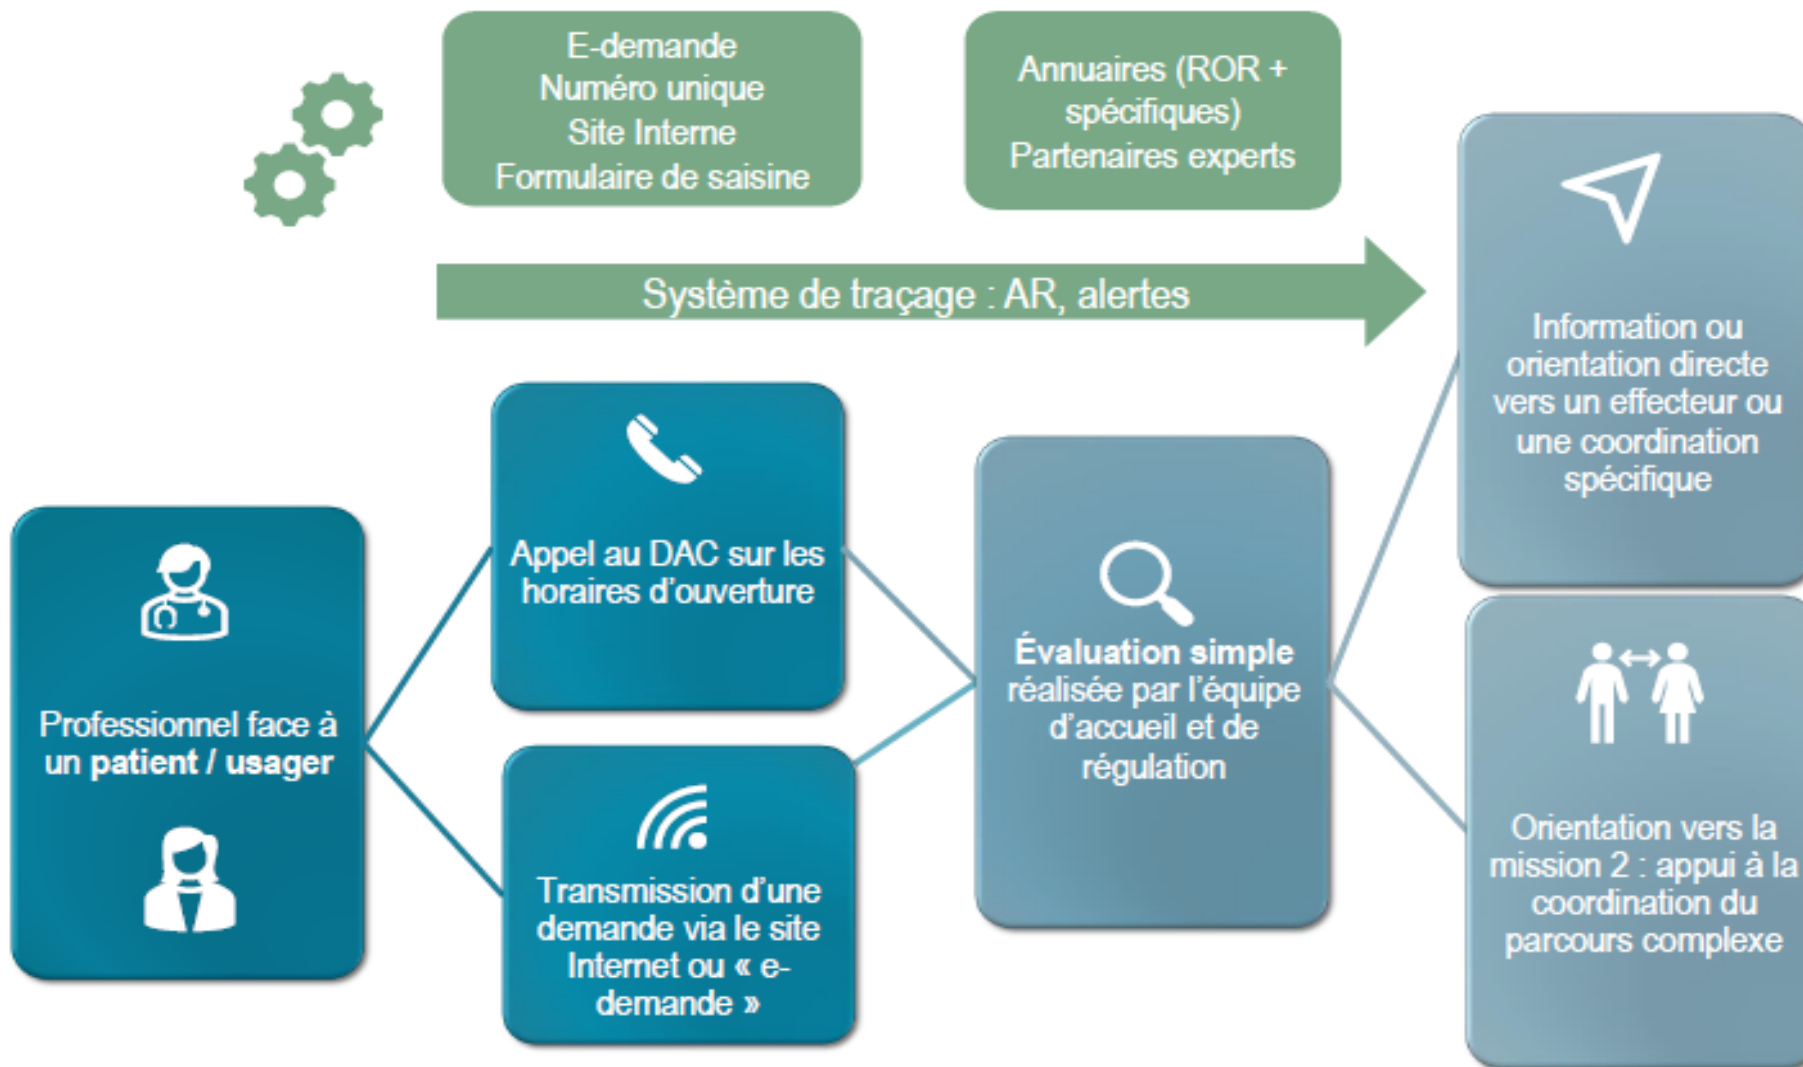 E-demande
Numéro unique
Site Interne
Formulaire de saisine
Annuaires (ROR +
spécifiques)
Partenaires experts
Système de traçage : AR, alertes
Professionnel face à
un patient / usager
Appel au DAC sur les
horaires d'ouverture
Transmission d'une
demande via le site
Internet ou « e-
demande »
Évaluation simple
réalisée par l'équipe
d'accueil et de
régulation
Information ou
orientation directe
vers un effecteur ou
une coordination
spécifique
Orientation vers la
mission 2 : appui à la
coordination du
parcours complexe